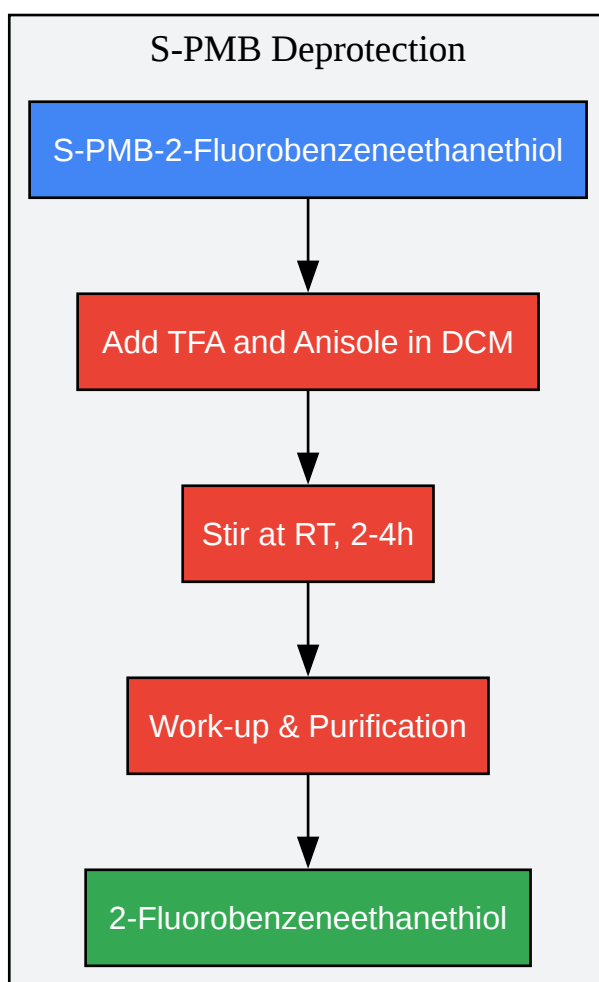 S-PMB Deprotection
S-PMB-2-Fluorobenzeneethanethiol
Add TFA and Anisole in DCM
Stir at RT, 2-4h
Work-up & Purification
2-Fluorobenzeneethanethiol